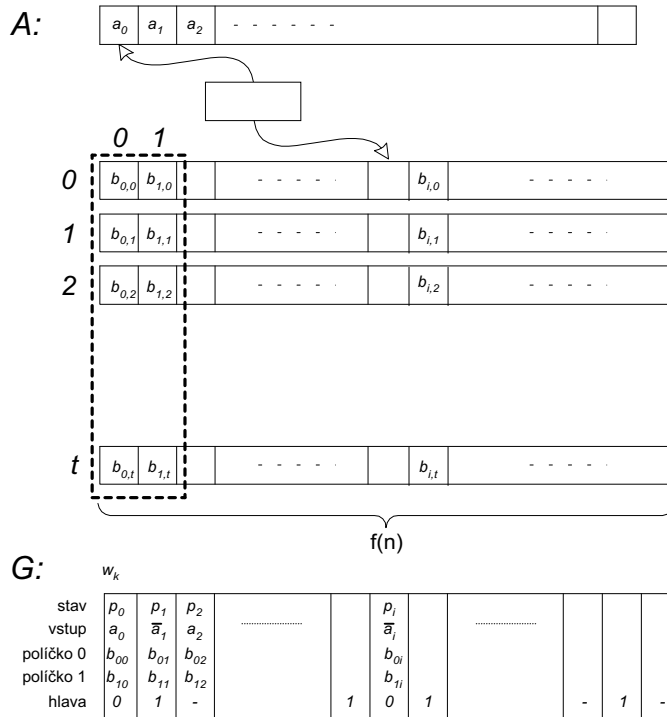 A: a0 a1 a2 - - - - - -
0 1
0 b0,0 b1,0 - - - - - bi,0 - - - - -
1 b0,1 b1,1 - - - - - bi,1 - - - - -
2 b0,2 b1,2 - - - - - bi,2 - - - - -
t b0,t b1,t - - - - - bi,t - - - - -
f(n)
G: wk
stav p0 p1 p2 pi
vstup a0 a̅1 a2 a̅i
políčko 0 b00 b01 b02 b0i
políčko 1 b10 b11 b12 b1i
hlava 0 1 - 1 0 1 - 1 -